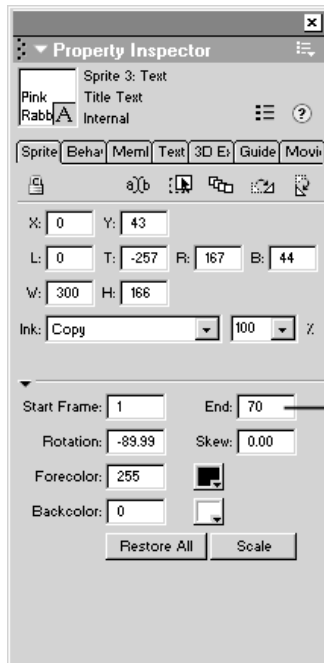 Property Inspector
Sprite 3: Text
Pink Rabb A Title Text
Internal
Sprite Beha Meml Text 3D E Guide Movi
X: 0 Y: 43
L: 0 T: -257 R: 167 B: 44
W: 300 H: 166
Ink: Copy 100 %
Start Frame: 1 End: 70
Rotation: -89.99 Skew: 0.00
Forecolor: 255
Backcolor: 0
Restore All Scale